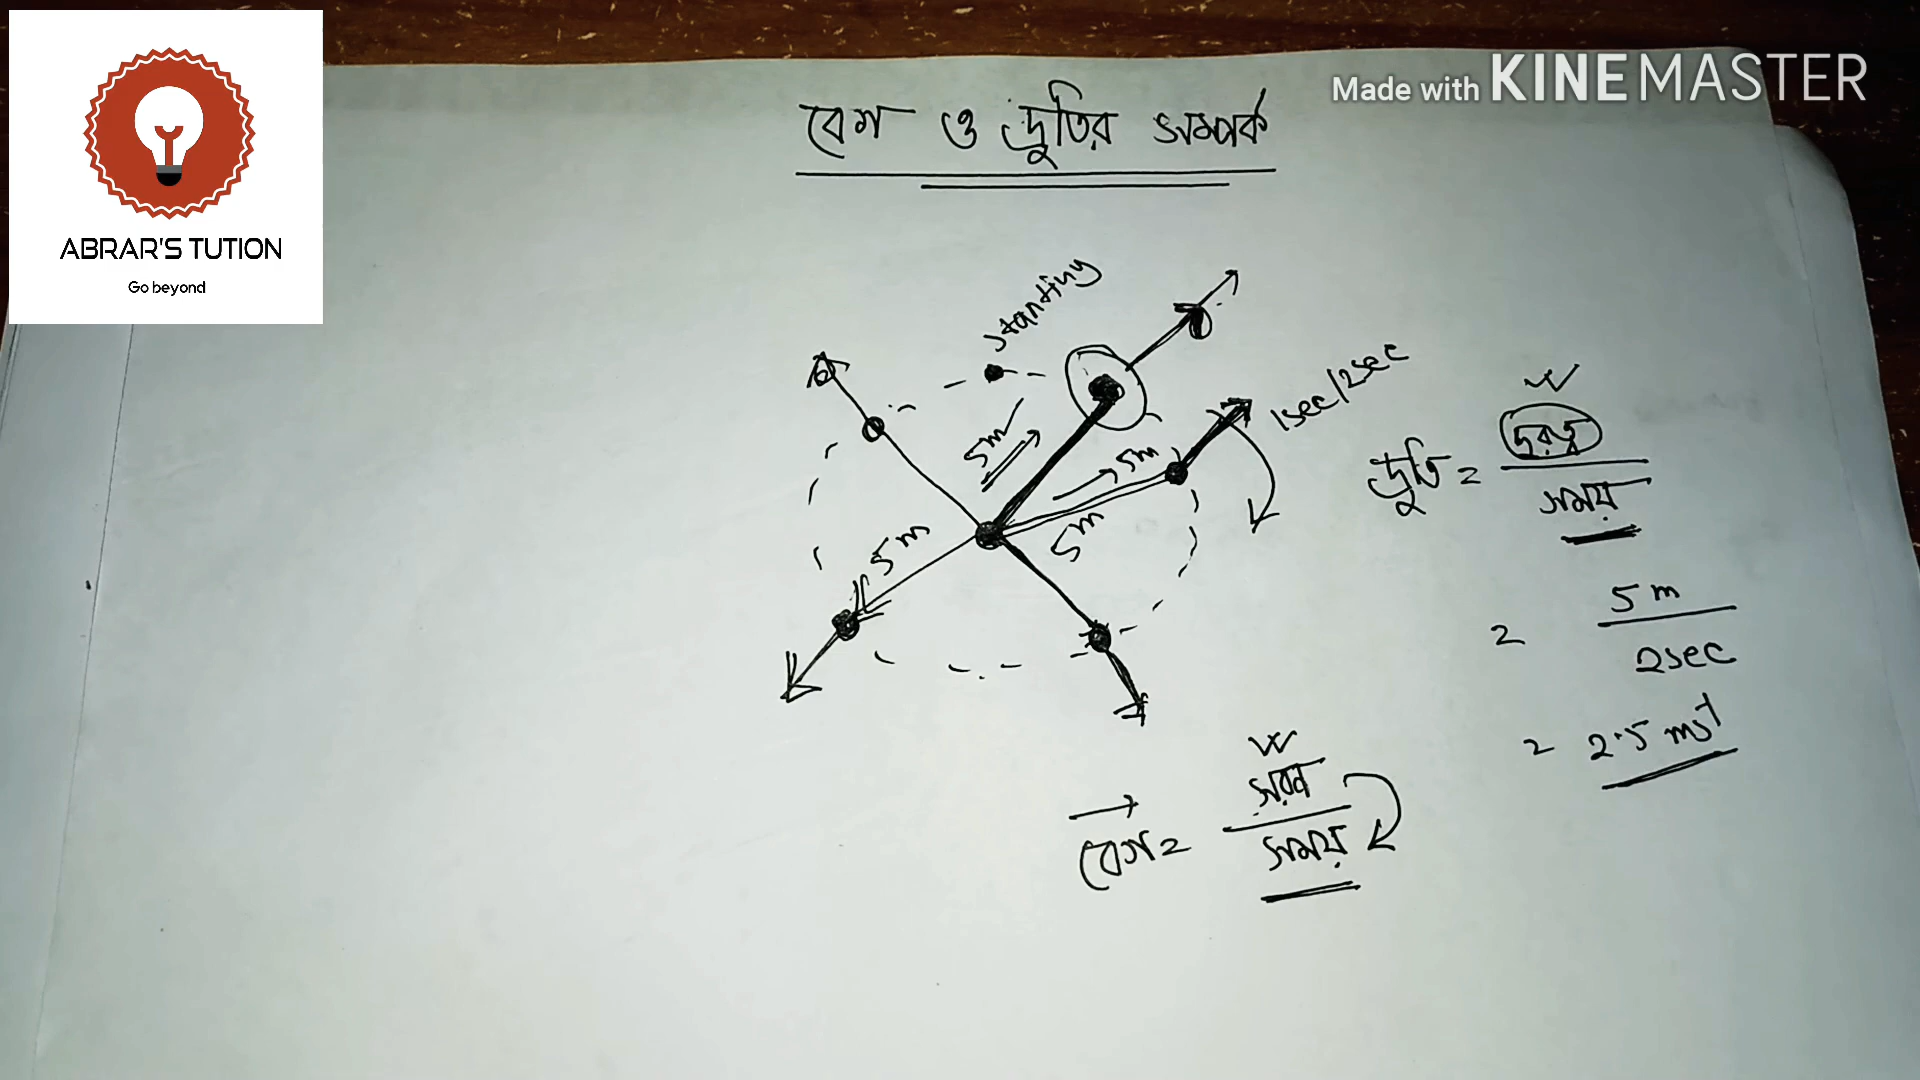 ABRAR'S TUTION
Go beyond
Made with KINEMASTER
বেগ ও দ্রুতির সম্পর্ক
standing
5m
5m
1sec/2sec
5m
5m
দ্রুতি = দূরত্ব
সময়
= 5m
2sec
= 2.5 ms⁻¹
বেগ = সরণ
সময়